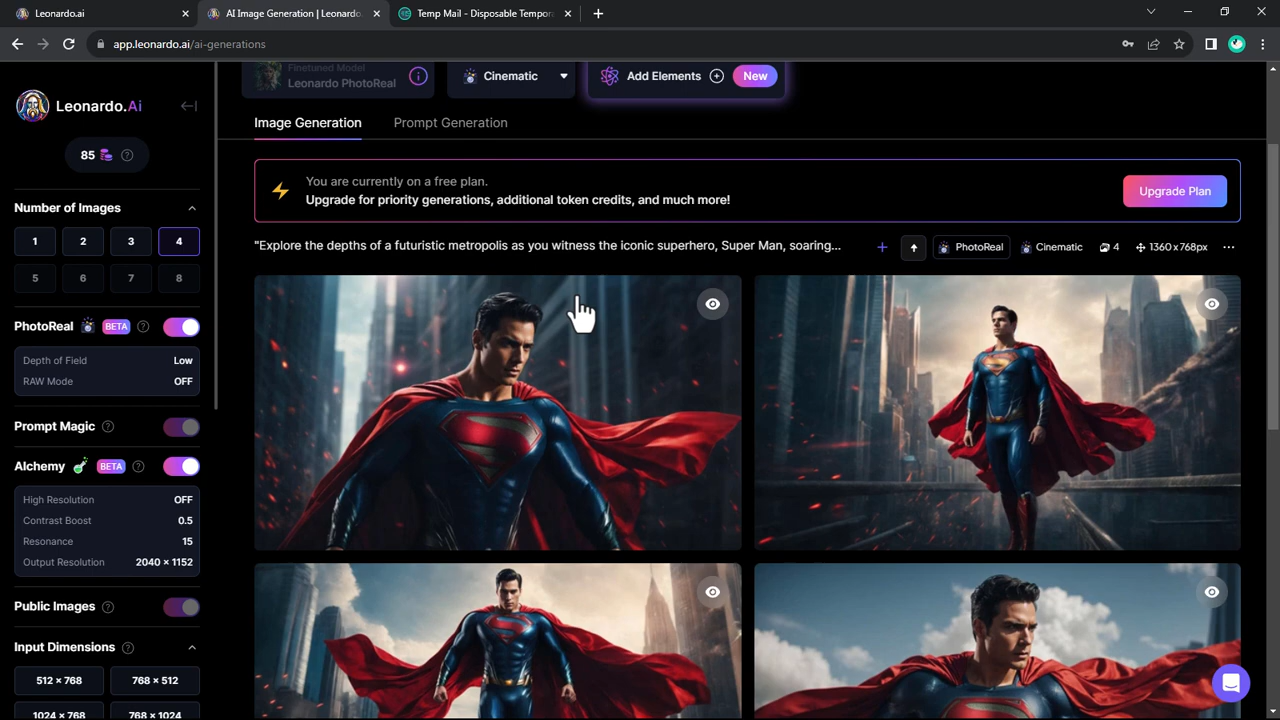 Leonardo.ai
AI Image Generation | Leonardo
Temp Mail - Disposable Tempora
app.leonardo.ai/ai-generations
Leonardo.Ai
85
Number of Images
1 2 3 4
5 6 7 8
PhotoReal BETA
Depth of Field Low
RAW Mode OFF
Prompt Magic
Alchemy BETA
High Resolution OFF
Contrast Boost 0.5
Resonance 15
Output Resolution 2040 × 1152
Public Images
Input Dimensions
512 × 768 768 × 512
1024 × 768 768 × 1024
Finetuned Model
Leonardo PhotoReal
Cinematic
Add Elements New
Image Generation Prompt Generation
You are currently on a free plan.
Upgrade for priority generations, additional token credits, and much more!
Upgrade Plan
"Explore the depths of a futuristic metropolis as you witness the iconic superhero, Super Man, soaring...
PhotoReal Cinematic 4 1360x768px